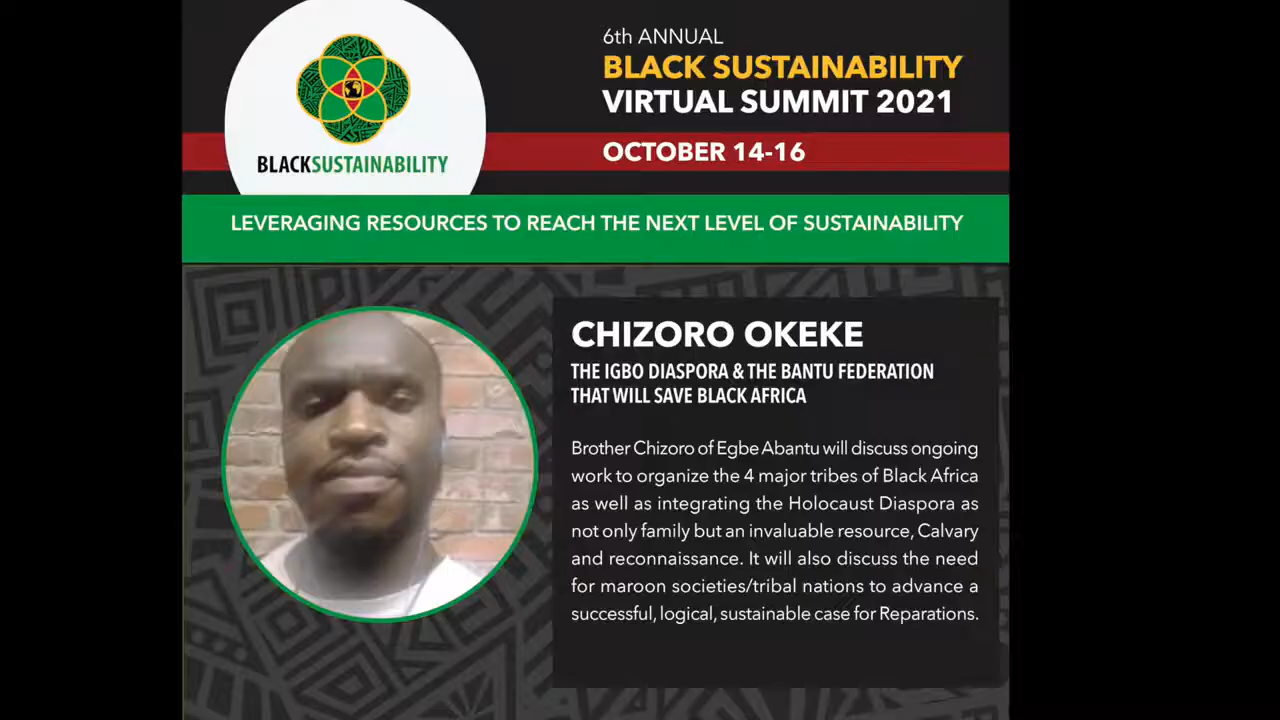 6th ANNUAL
BLACK SUSTAINABILITY
VIRTUAL SUMMIT 2021
OCTOBER 14-16
BLACKSUSTAINABILITY
LEVERAGING RESOURCES TO REACH THE NEXT LEVEL OF SUSTAINABILITY
CHIZORO OKEKE
THE IGBO DIASPORA & THE BANTU FEDERATION
THAT WILL SAVE BLACK AFRICA
Brother Chizoro of Egbe Abantu will discuss ongoing
work to organize the 4 major tribes of Black Africa
as well as integrating the Holocaust Diaspora as
not only family but an invaluable resource, Calvary
and reconnaissance. It will also discuss the need
for maroon societies/tribal nations to advance a
successful, logical, sustainable case for Reparations.